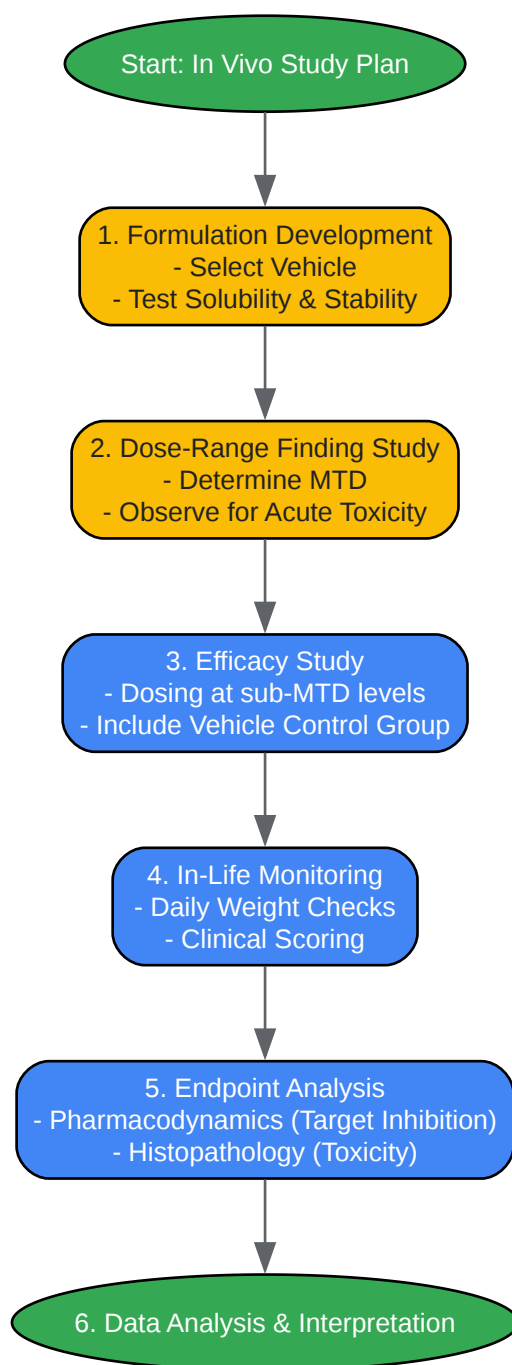 Start: In Vivo Study Plan
1. Formulation Development
- Select Vehicle
- Test Solubility & Stability
2. Dose-Range Finding Study
- Determine MTD
- Observe for Acute Toxicity
3. Efficacy Study
- Dosing at sub-MTD levels
- Include Vehicle Control Group
4. In-Life Monitoring
- Daily Weight Checks
- Clinical Scoring
5. Endpoint Analysis
- Pharmacodynamics (Target Inhibition)
- Histopathology (Toxicity)
6. Data Analysis & Interpretation